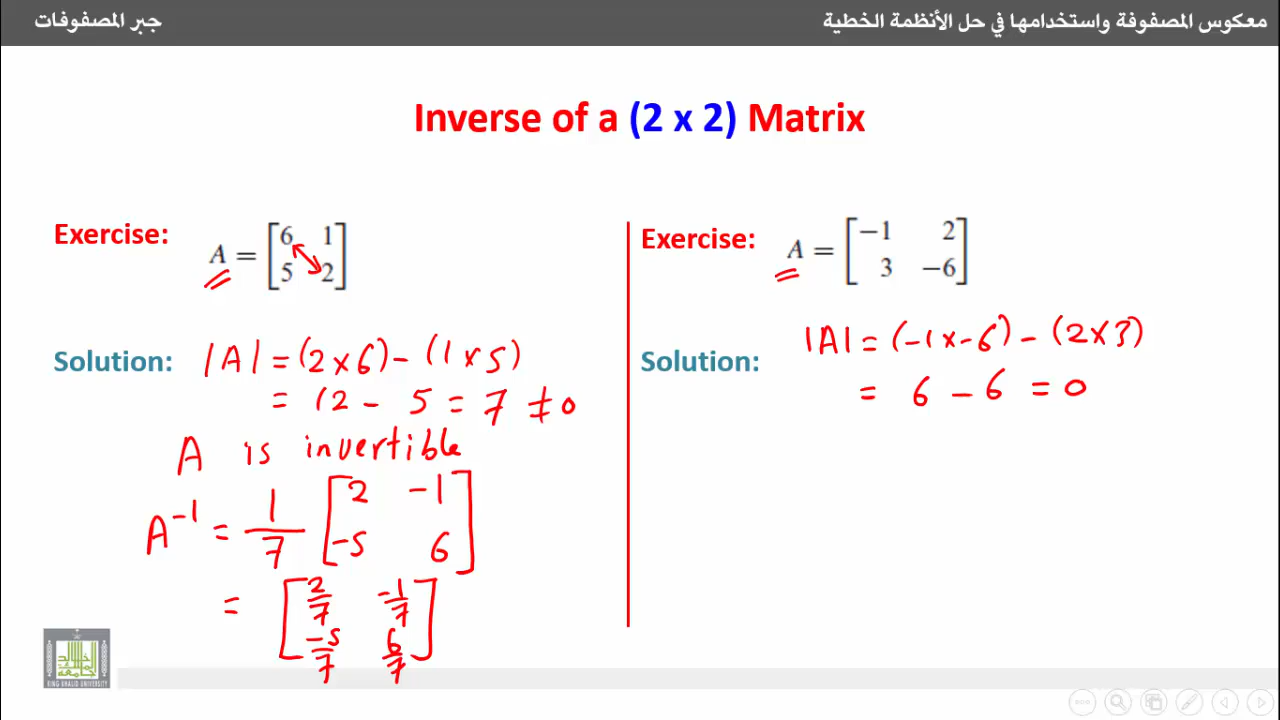 معكوس المصفوفة واستخدامها في حل الأنظمة الخطية
جبر المصفوفات
Inverse of a (2 x 2) Matrix
Exercise: A = [6 1
5 2]
Solution: |A| = (2 × 6) - (1 × 5)
= 12 - 5 = 7 ≠ 0
A is invertible
A⁻¹ = 1/7 [2 -1
-5 6]
= [2/7 -1/7
-5/7 6/7]
Exercise: A = [-1 2
3 -6]
Solution: |A| = (-1 × -6) - (2 × 3)
= 6 - 6 = 0
KING KHALID UNIVERSITY